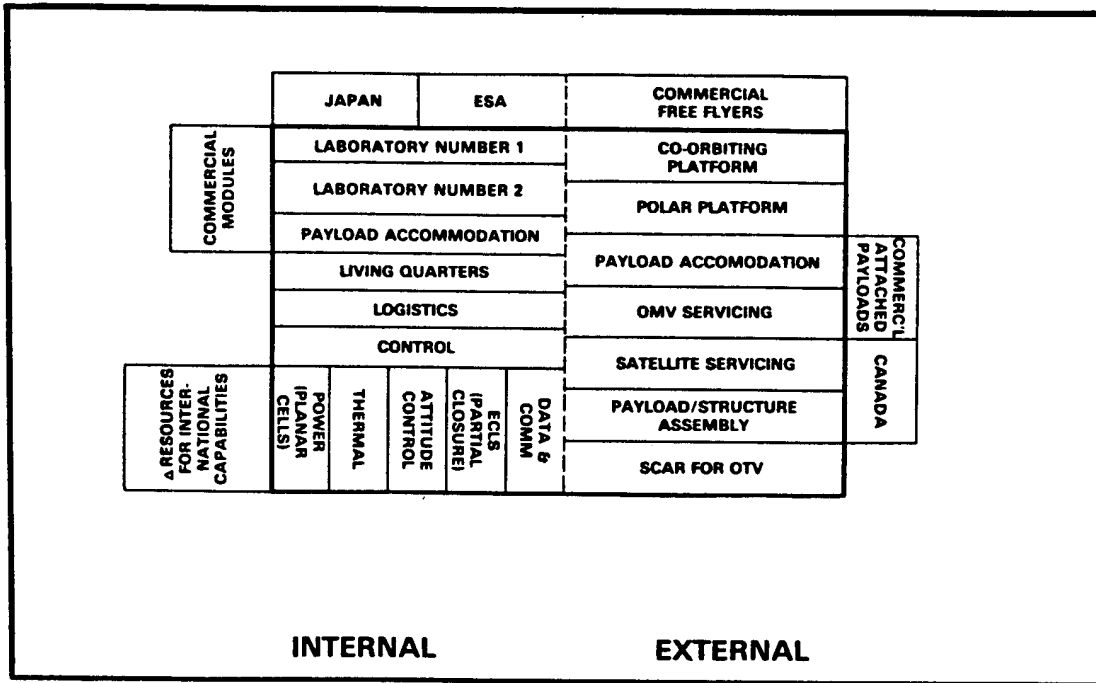 JAPAN
ESA
COMMERCIAL
FREE FLYERS
COMMERCIAL
MODULES
LABORATORY NUMBER 1
LABORATORY NUMBER 2
PAYLOAD ACCOMMODATION
LIVING QUARTERS
LOGISTICS
CONTROL
CO-ORBITING
PLATFORM
POLAR PLATFORM
PAYLOAD ACCOMODATION
OMV SERVICING
SATELLITE SERVICING
PAYLOAD/STRUCTURE
ASSEMBLY
SCAR FOR OTV
COMMERC'L
ATTACHED
PAYLOADS
CANADA
Δ RESOURCES
FOR INTER-
NATIONAL
CAPABILITIES
POWER
(PLANAR
CELLS)
THERMAL
ATTITUDE
CONTROL
ECLS
(PARTIAL
CLOSURE)
DATA &
COMM
INTERNAL
EXTERNAL